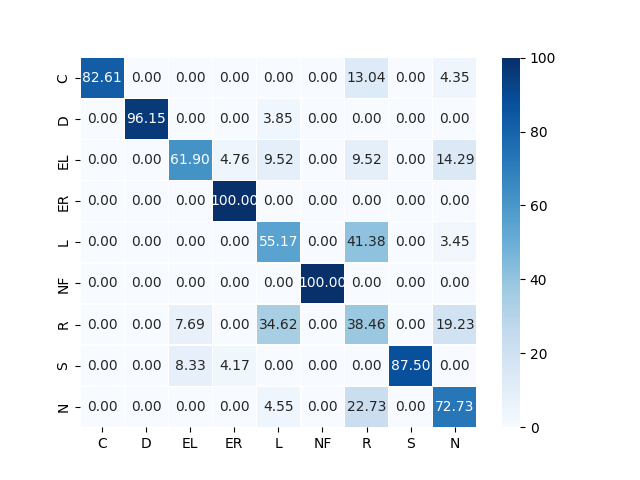 C 82.61 0.00 0.00 0.00 0.00 0.00 13.04 0.00 4.35
D 0.00 96.15 0.00 0.00 3.85 0.00 0.00 0.00 0.00
EL 0.00 0.00 61.90 4.76 9.52 0.00 9.52 0.00 14.29
ER 0.00 0.00 0.00 100.00 0.00 0.00 0.00 0.00 0.00
L 0.00 0.00 0.00 0.00 55.17 0.00 41.38 0.00 3.45
NF 0.00 0.00 0.00 0.00 0.00 100.00 0.00 0.00 0.00
R 0.00 0.00 7.69 0.00 34.62 0.00 38.46 0.00 19.23
S 0.00 0.00 8.33 4.17 0.00 0.00 0.00 87.50 0.00
N 0.00 0.00 0.00 0.00 4.55 0.00 22.73 0.00 72.73
C D EL ER L NF R S N
100
80
60
40
20
0